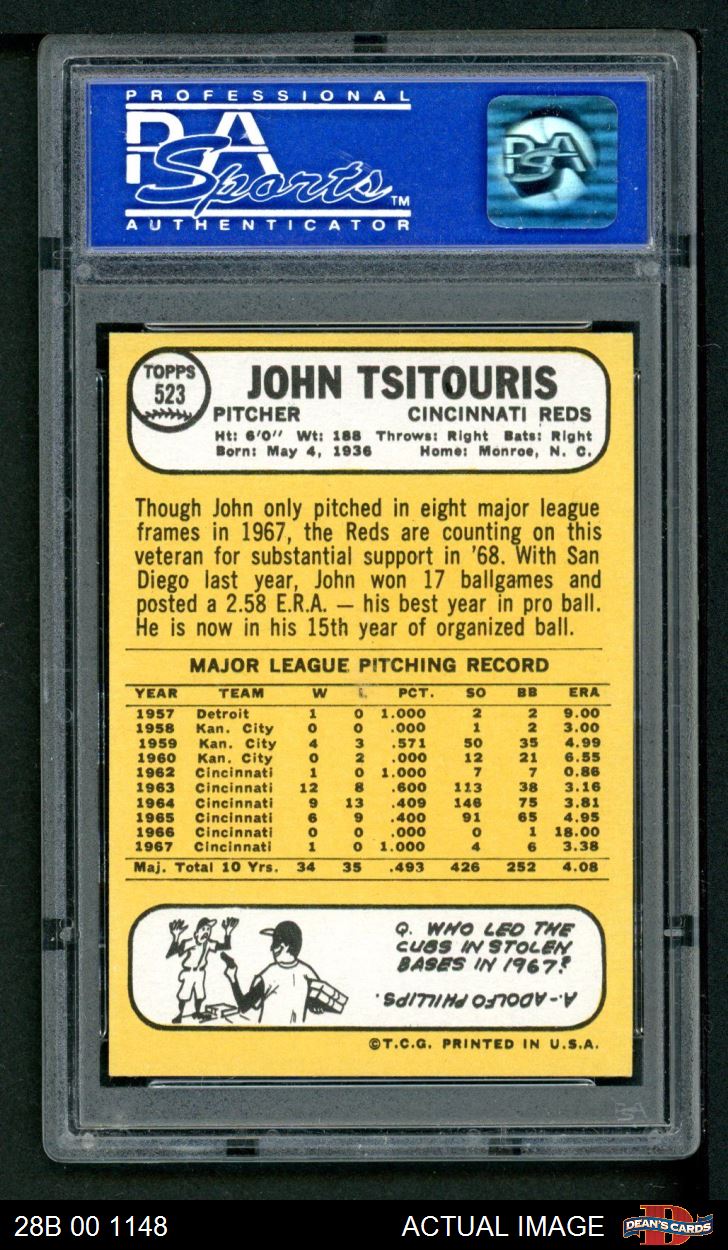 PROFESSIONAL
PSA
Sports™
AUTHENTICATOR
PSA
TOPPS
523
JOHN TSITOURIS
PITCHER CINCINNATI REDS
Ht: 6'0" Wt: 188 Throws: Right Bats: Right
Born: May 4, 1936 Home: Monroe, N. C.
Though John only pitched in eight major league
frames in 1967, the Reds are counting on this
veteran for substantial support in '68. With San
Diego last year, John won 17 ballgames and
posted a 2.58 E.R.A. — his best year in pro ball.
He is now in his 15th year of organized ball.
MAJOR LEAGUE PITCHING RECORD
YEAR TEAM W L PCT. SO BB ERA
1957 Detroit 1 0 1.000 2 2 9.00
1958 Kan. City 0 0 .000 1 2 3.00
1959 Kan. City 4 3 .571 50 35 4.99
1960 Kan. City 0 2 .000 12 21 6.55
1962 Cincinnati 1 0 1.000 7 7 0.86
1963 Cincinnati 12 8 .600 113 38 3.16
1964 Cincinnati 9 13 .409 146 75 3.81
1965 Cincinnati 6 9 .400 91 65 4.95
1966 Cincinnati 0 0 .000 0 1 18.00
1967 Cincinnati 1 0 1.000 4 6 3.38
Maj. Total 10 Yrs. 34 35 .493 426 252 4.08
Q. WHO LED THE
CUBS IN STOLEN
BASES IN 1967?
A.- ADOLFO PHILLIPS.
©T.C.G. PRINTED IN U.S.A.
PSA
28B 00 1148 ACTUAL IMAGE
DEAN'S CARDS